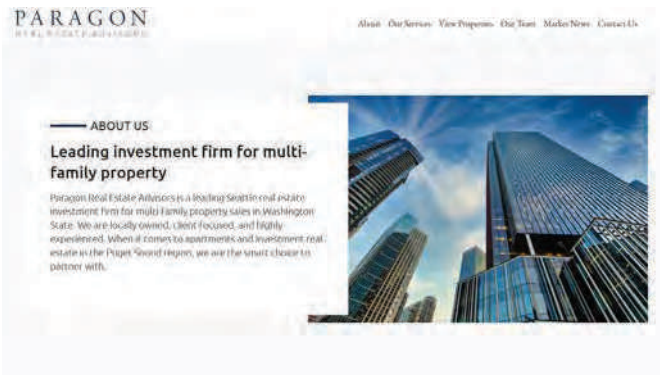 PARAGON
REAL ESTATE ADVISORS
About Our Services View Properties Our Team Market News Contact Us
ABOUT US
Leading investment firm for multi-
family property
Paragon Real Estate Advisors is a leading Seattle real estate
investment firm for multi-family property sales in Washington
State. We are locally owned, client focused, and highly
experienced. When it comes to apartments and investment real
estate in the Puget Sound region, we are the smart choice to
partner with.